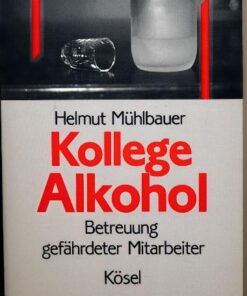 Helmut Mühlbauer
Kollege
Alkohol
Betreuung
gefährdeter Mitarbeiter
Kösel